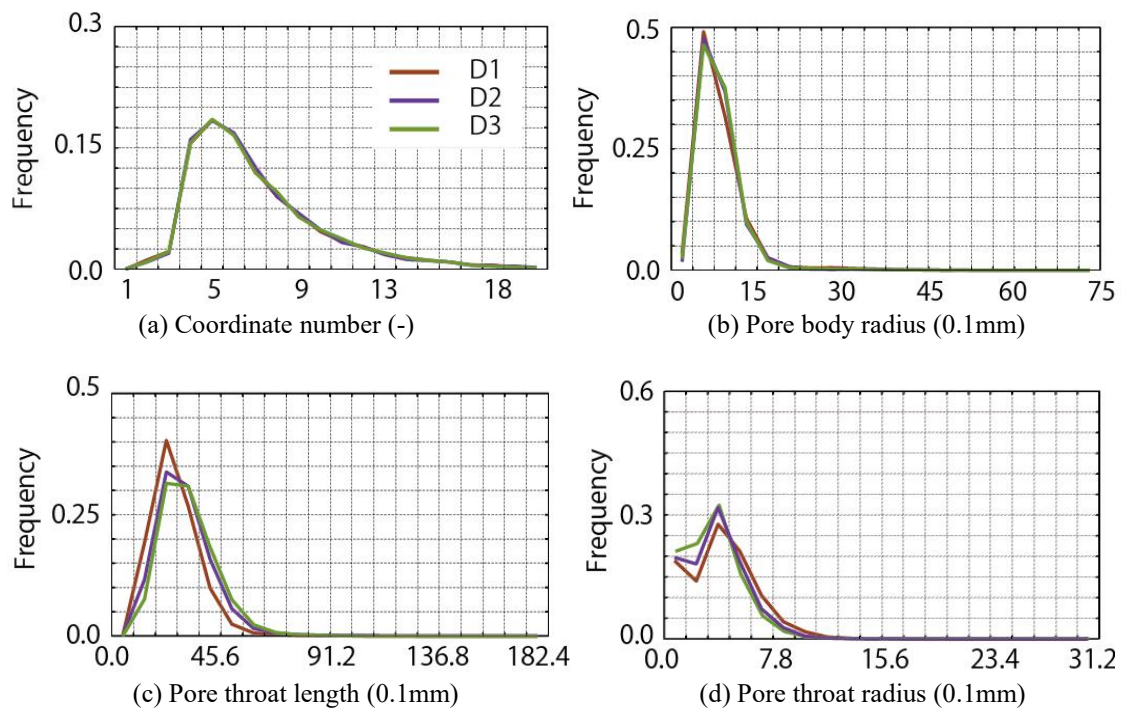 0.3
Frequency
0.15
0.0
D1
D2
D3
1 5 9 13 18
(a) Coordinate number (-)
0.5
Frequency
0.25
0.0
0 15 30 45 60 75
(b) Pore body radius (0.1mm)
0.5
Frequency
0.25
0.0
0.0 45.6 91.2 136.8 182.4
(c) Pore throat length (0.1mm)
0.6
Frequency
0.3
0.0
0.0 7.8 15.6 23.4 31.2
(d) Pore throat radius (0.1mm)